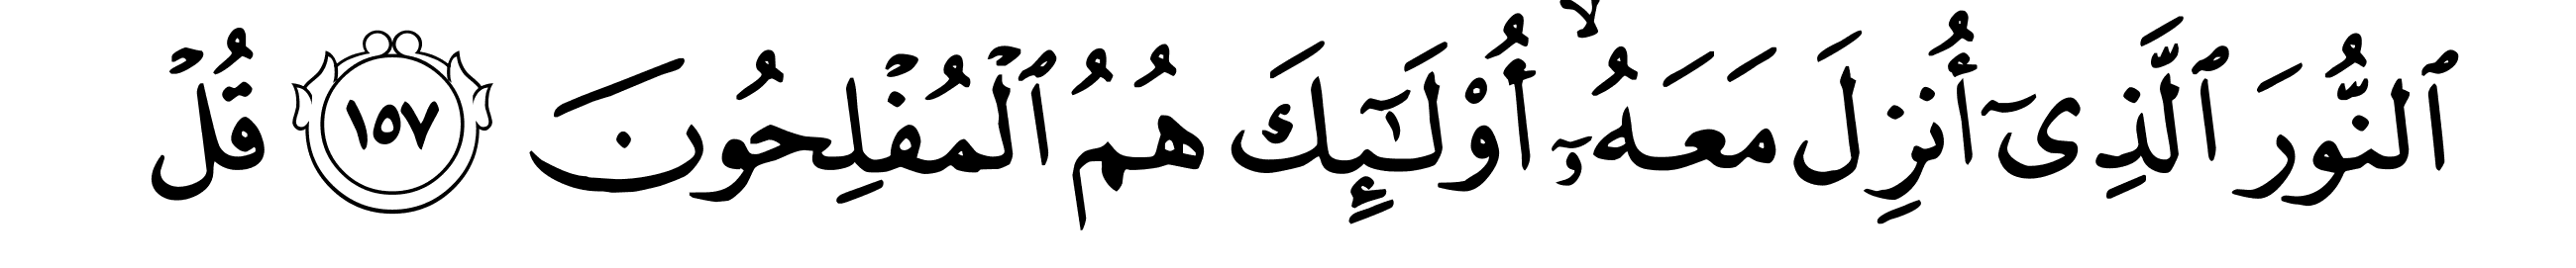 ٱلنُّورَ ٱلَّذِىٓ أُنزِلَ مَعَهُۥٓ ۙ أُو۟لَـٰٓئِكَ هُمُ ٱلْمُفْلِحُونَ ١٥٧ قُلْ